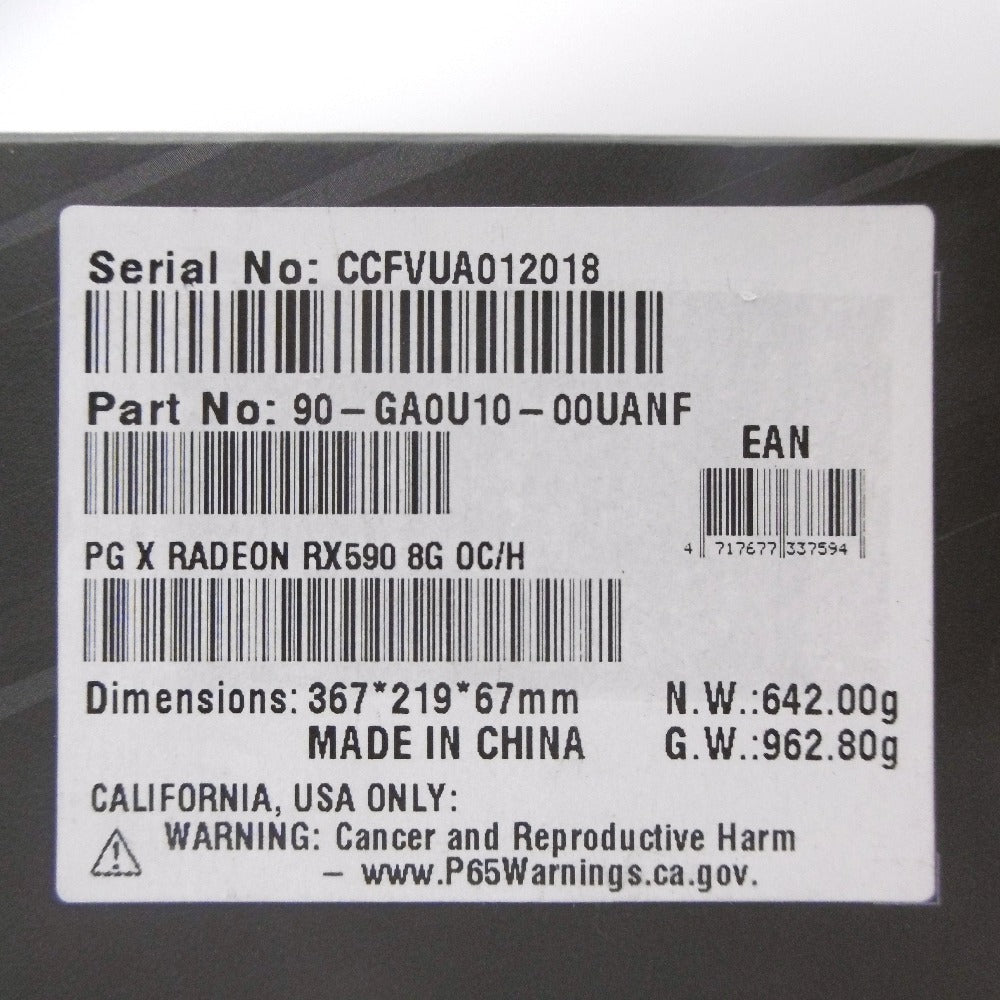 Serial No: CCFVUA012018
Part No: 90-GA0U10-00UANF
EAN
4 717677 337594
PG X RADEON RX590 8G OC/H
Dimensions: 367*219*67mm N.W.:642.00g
MADE IN CHINA G.W.:962.80g
CALIFORNIA, USA ONLY:
WARNING: Cancer and Reproductive Harm
- www.P65Warnings.ca.gov.